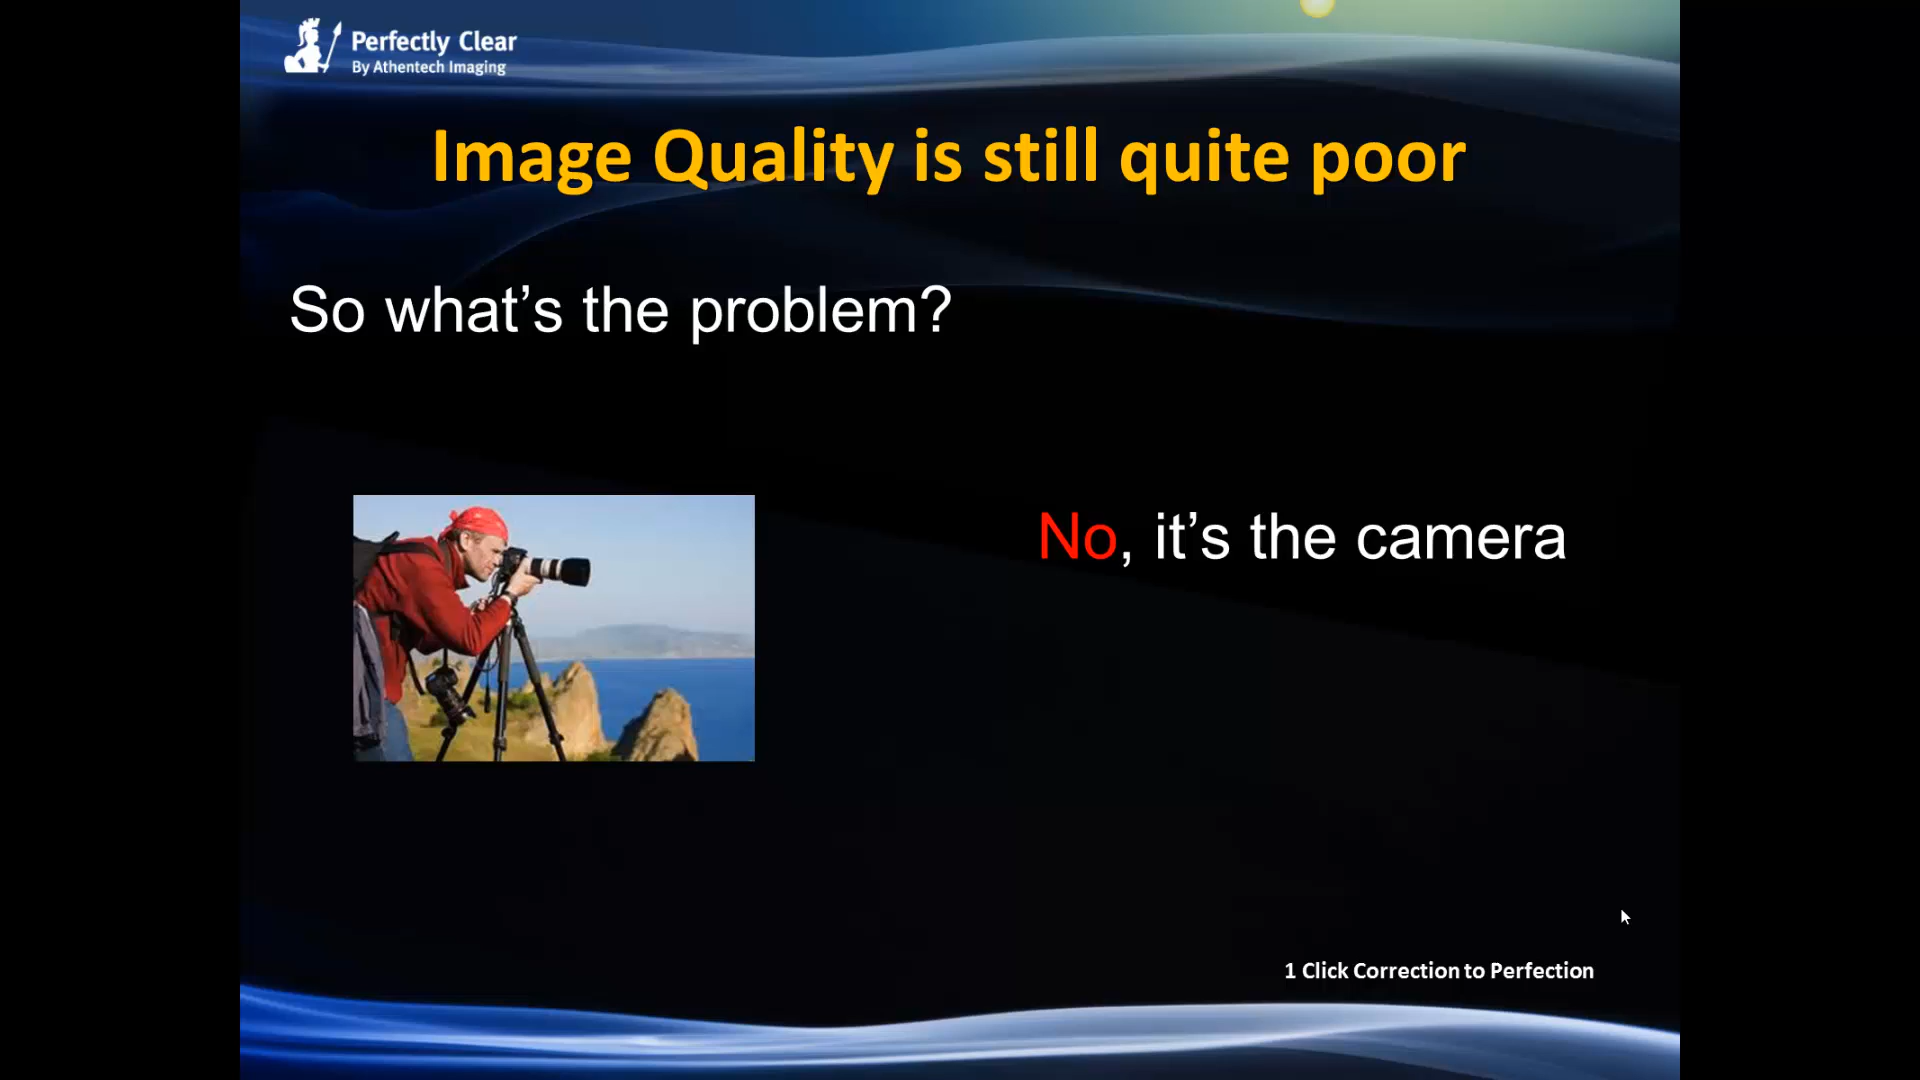 Perfectly Clear
By Athentech Imaging
Image Quality is still quite poor
So what’s the problem?
No, it’s the camera
1 Click Correction to Perfection